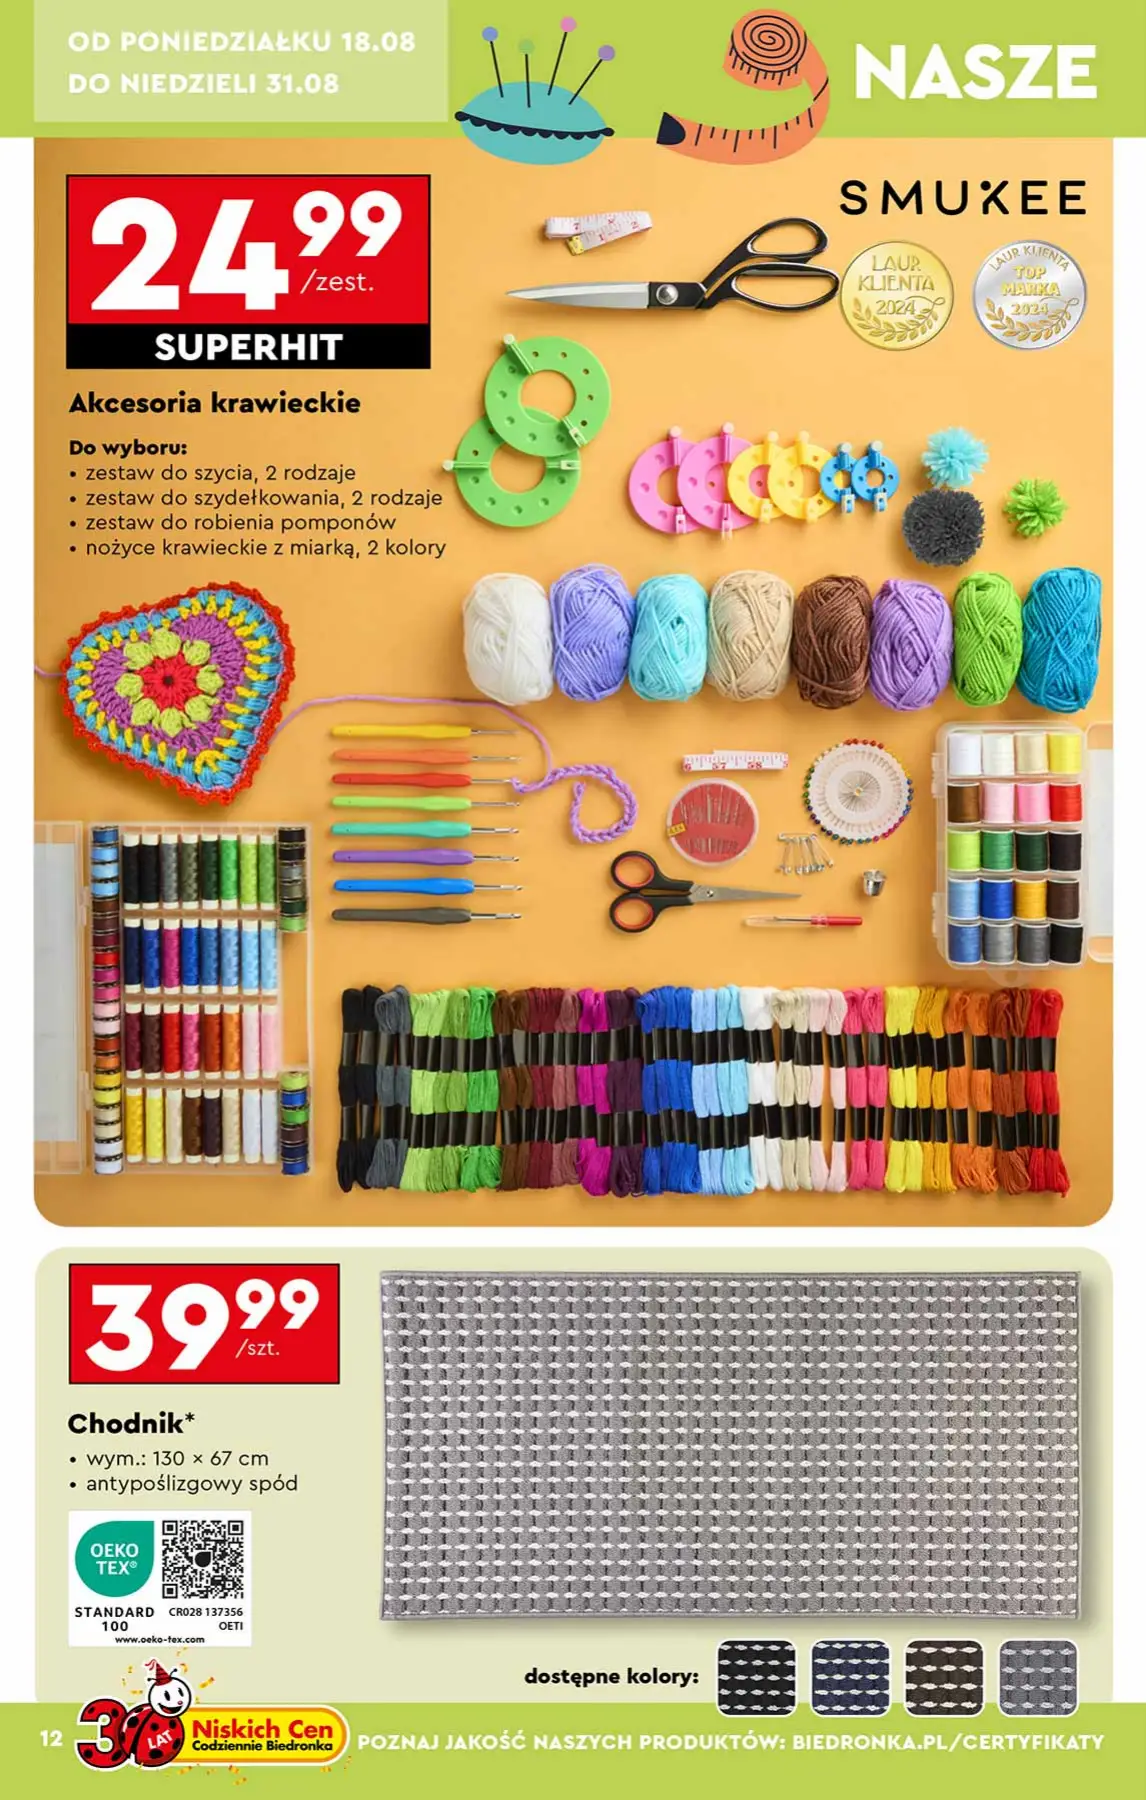 OD PONIEDZIAŁKU 18.08
DO NIEDZIELI 31.08
NASZE
24 99
/zest.
SUPERHIT
SMUKEE
LAUR
KLIENTA
2024
LAUR KLIENTA
TOP
MARKA
2024
Akcesoria krawieckie
Do wyboru:
• zestaw do szycia, 2 rodzaje
• zestaw do szydełkowania, 2 rodzaje
• zestaw do robienia pomponów
• nożyce krawieckie z miarką, 2 kolory
39 99
/szt.
Chodnik*
• wym.: 130 × 67 cm
• antypoślizgowy spód
OEKO
TEX®
STANDARD
100
CR028 137356
OETI
www.oeko-tex.com
dostępne kolory:
12
30
LAT
Niskich Cen
Codziennie Biedronka
POZNAJ JAKOŚĆ NASZYCH PRODUKTÓW: BIEDRONKA.PL/CERTYFIKATY